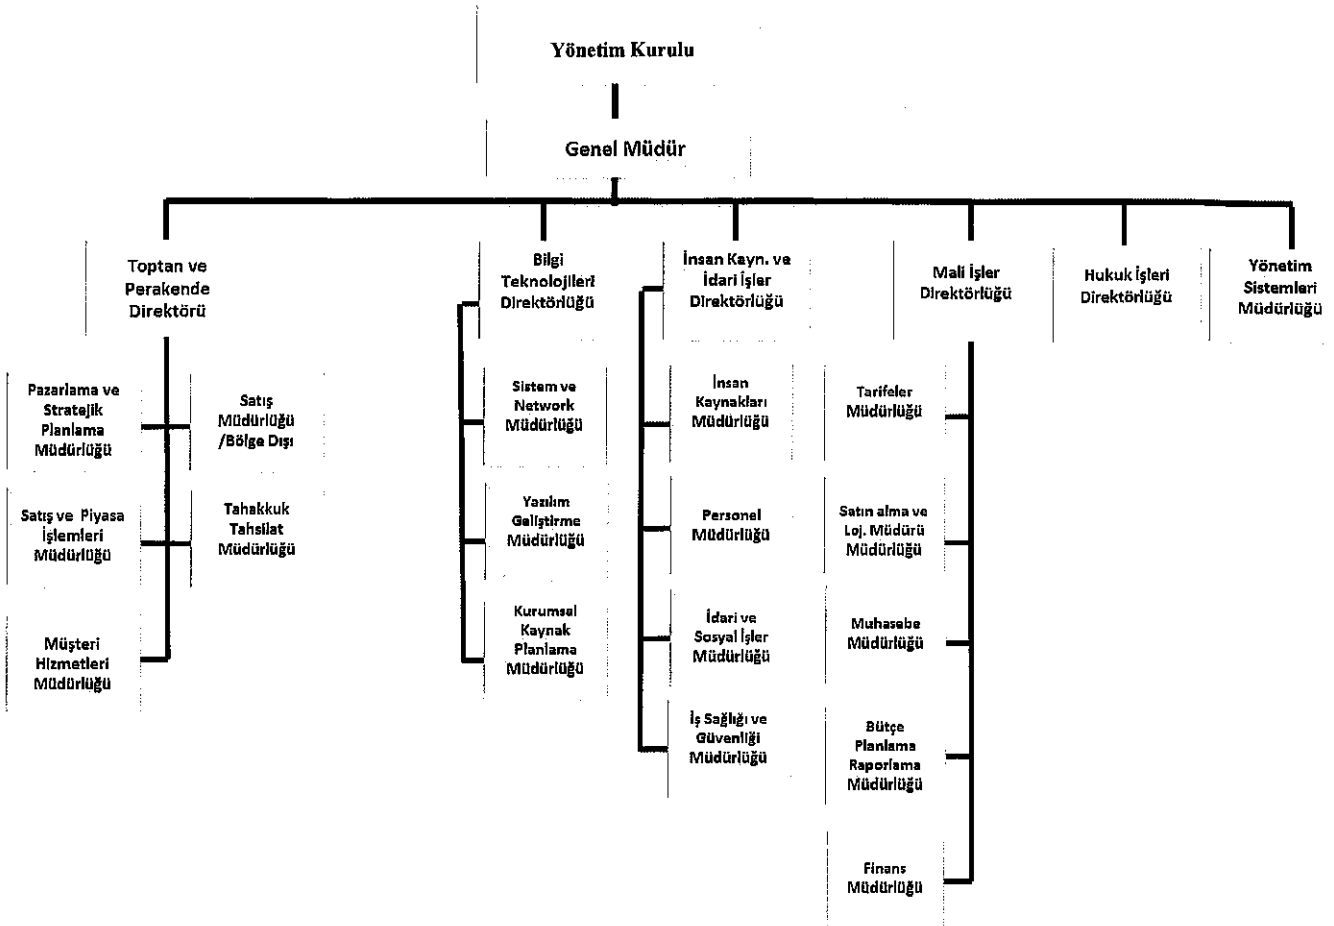 Yönetim Kurulu
Genel Müdür
Toptan ve
Perakende
Direktörü
Bilgi
Teknolojileri
Direktörlüğü
İnsan Kayn. ve
İdari İşler
Direktörlüğü
Mali İşler
Direktörlüğü
Hukuk İşleri
Direktörlüğü
Yönetim
Sistemleri
Müdürlüğü
Pazarlama ve
Stratejik
Planlama
Müdürlüğü
Satış
Müdürlüğü
/Bölge Dışı
Satış ve Piyasa
İşlemleri
Müdürlüğü
Tahakkuk
Tahsilat
Müdürlüğü
Müşteri
Hizmetleri
Müdürlüğü
Sistem ve
Network
Müdürlüğü
Yazılım
Geliştirme
Müdürlüğü
Kurumsal
Kaynak
Planlama
Müdürlüğü
İnsan
Kaynakları
Müdürlüğü
Personel
Müdürlüğü
İdari ve
Sosyal İşler
Müdürlüğü
İş Sağlığı ve
Güvenliği
Müdürlüğü
Tarifeler
Müdürlüğü
Satın alma ve
Loj. Müdürü
Müdürlüğü
Muhasebe
Müdürlüğü
Bütçe
Planlama
Raporlama
Müdürlüğü
Finans
Müdürlüğü